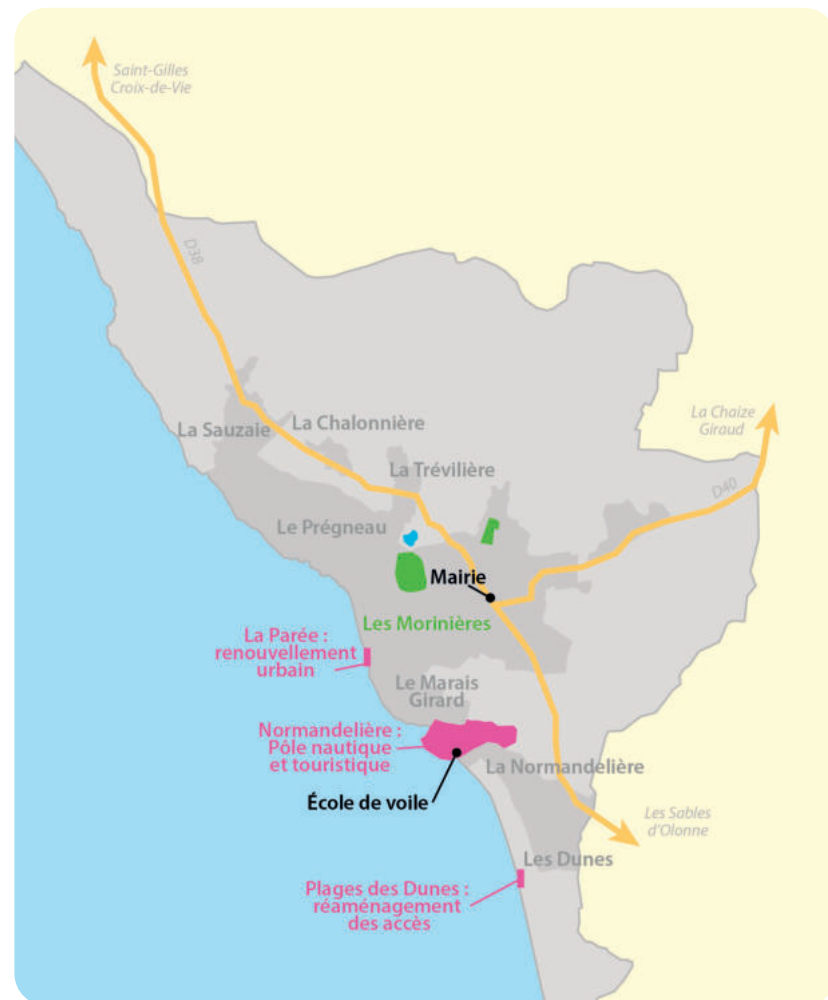 Saint-Gilles
Croix-de-Vie
D38
La Chaize
Giraud
La Sauzaie
La Chalonnière
La Trévilière
D40
Le Prégneau
Mairie
Les Morinières
La Parée :
renouvellement
urbain
Le Marais
Girard
Normandelière :
Pôle nautique
et touristique
La Normandelière
École de voile
Les Sables
d'Olonne
Les Dunes
Plages des Dunes :
réaménagement
des accès